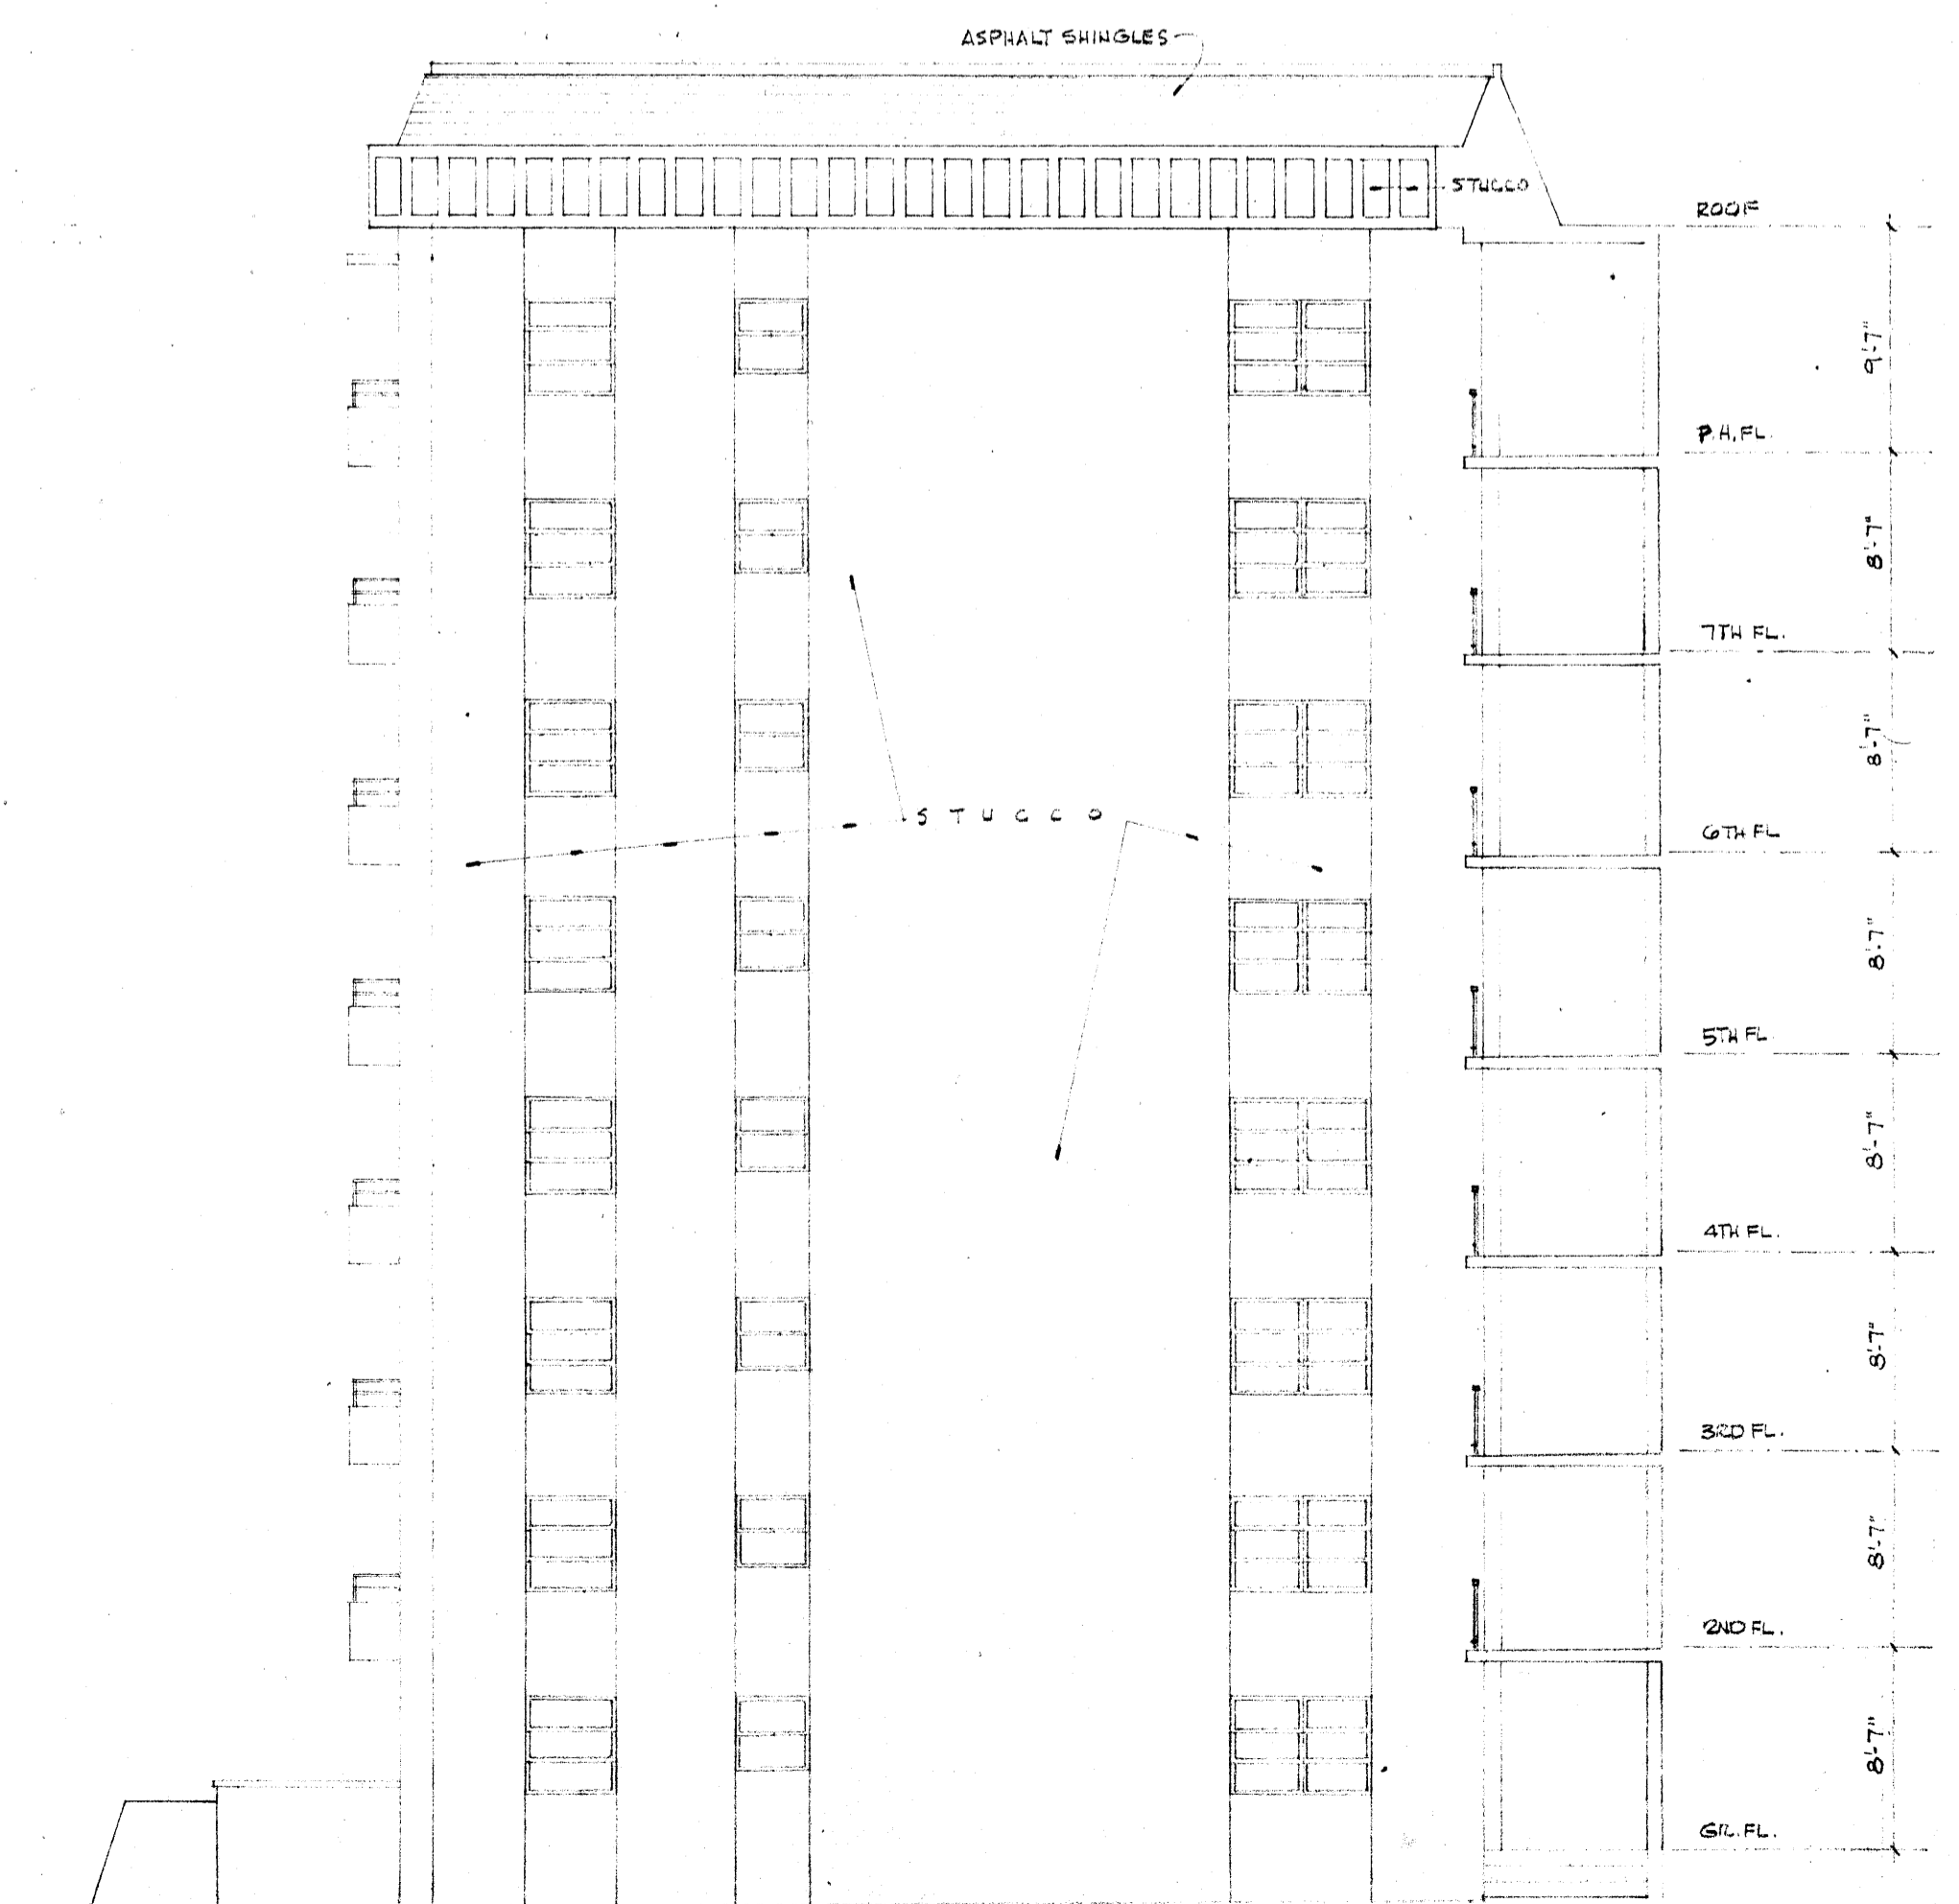 ASPHALT SHINGLES
STUCCO
ROOF
9'-7"
P.H. FL.
8'-7"
7TH FL.
8'-7"
STUCCO
6TH FL
8'-7"
5TH FL
8'-7"
4TH FL.
8'-7"
3RD FL.
8'-7"
2ND FL.
8'-7"
GR. FL.